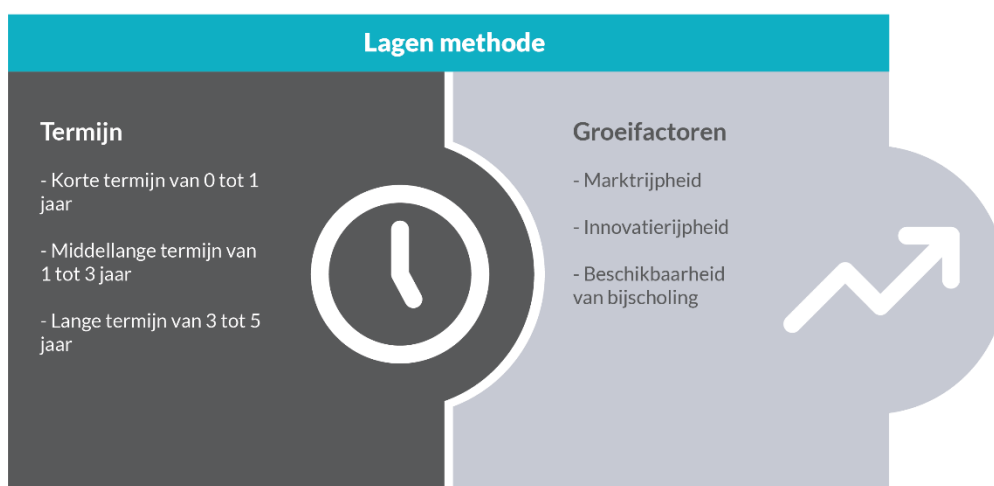 Lagen methode
Termijn
- Korte termijn van 0 tot 1
jaar
- Middellange termijn van
1 tot 3 jaar
- Lange termijn van 3 tot 5
jaar
Groeifactoren
- Marktrijpheid
- Innovatierijpheid
- Beschikbaarheid
van bijscholing